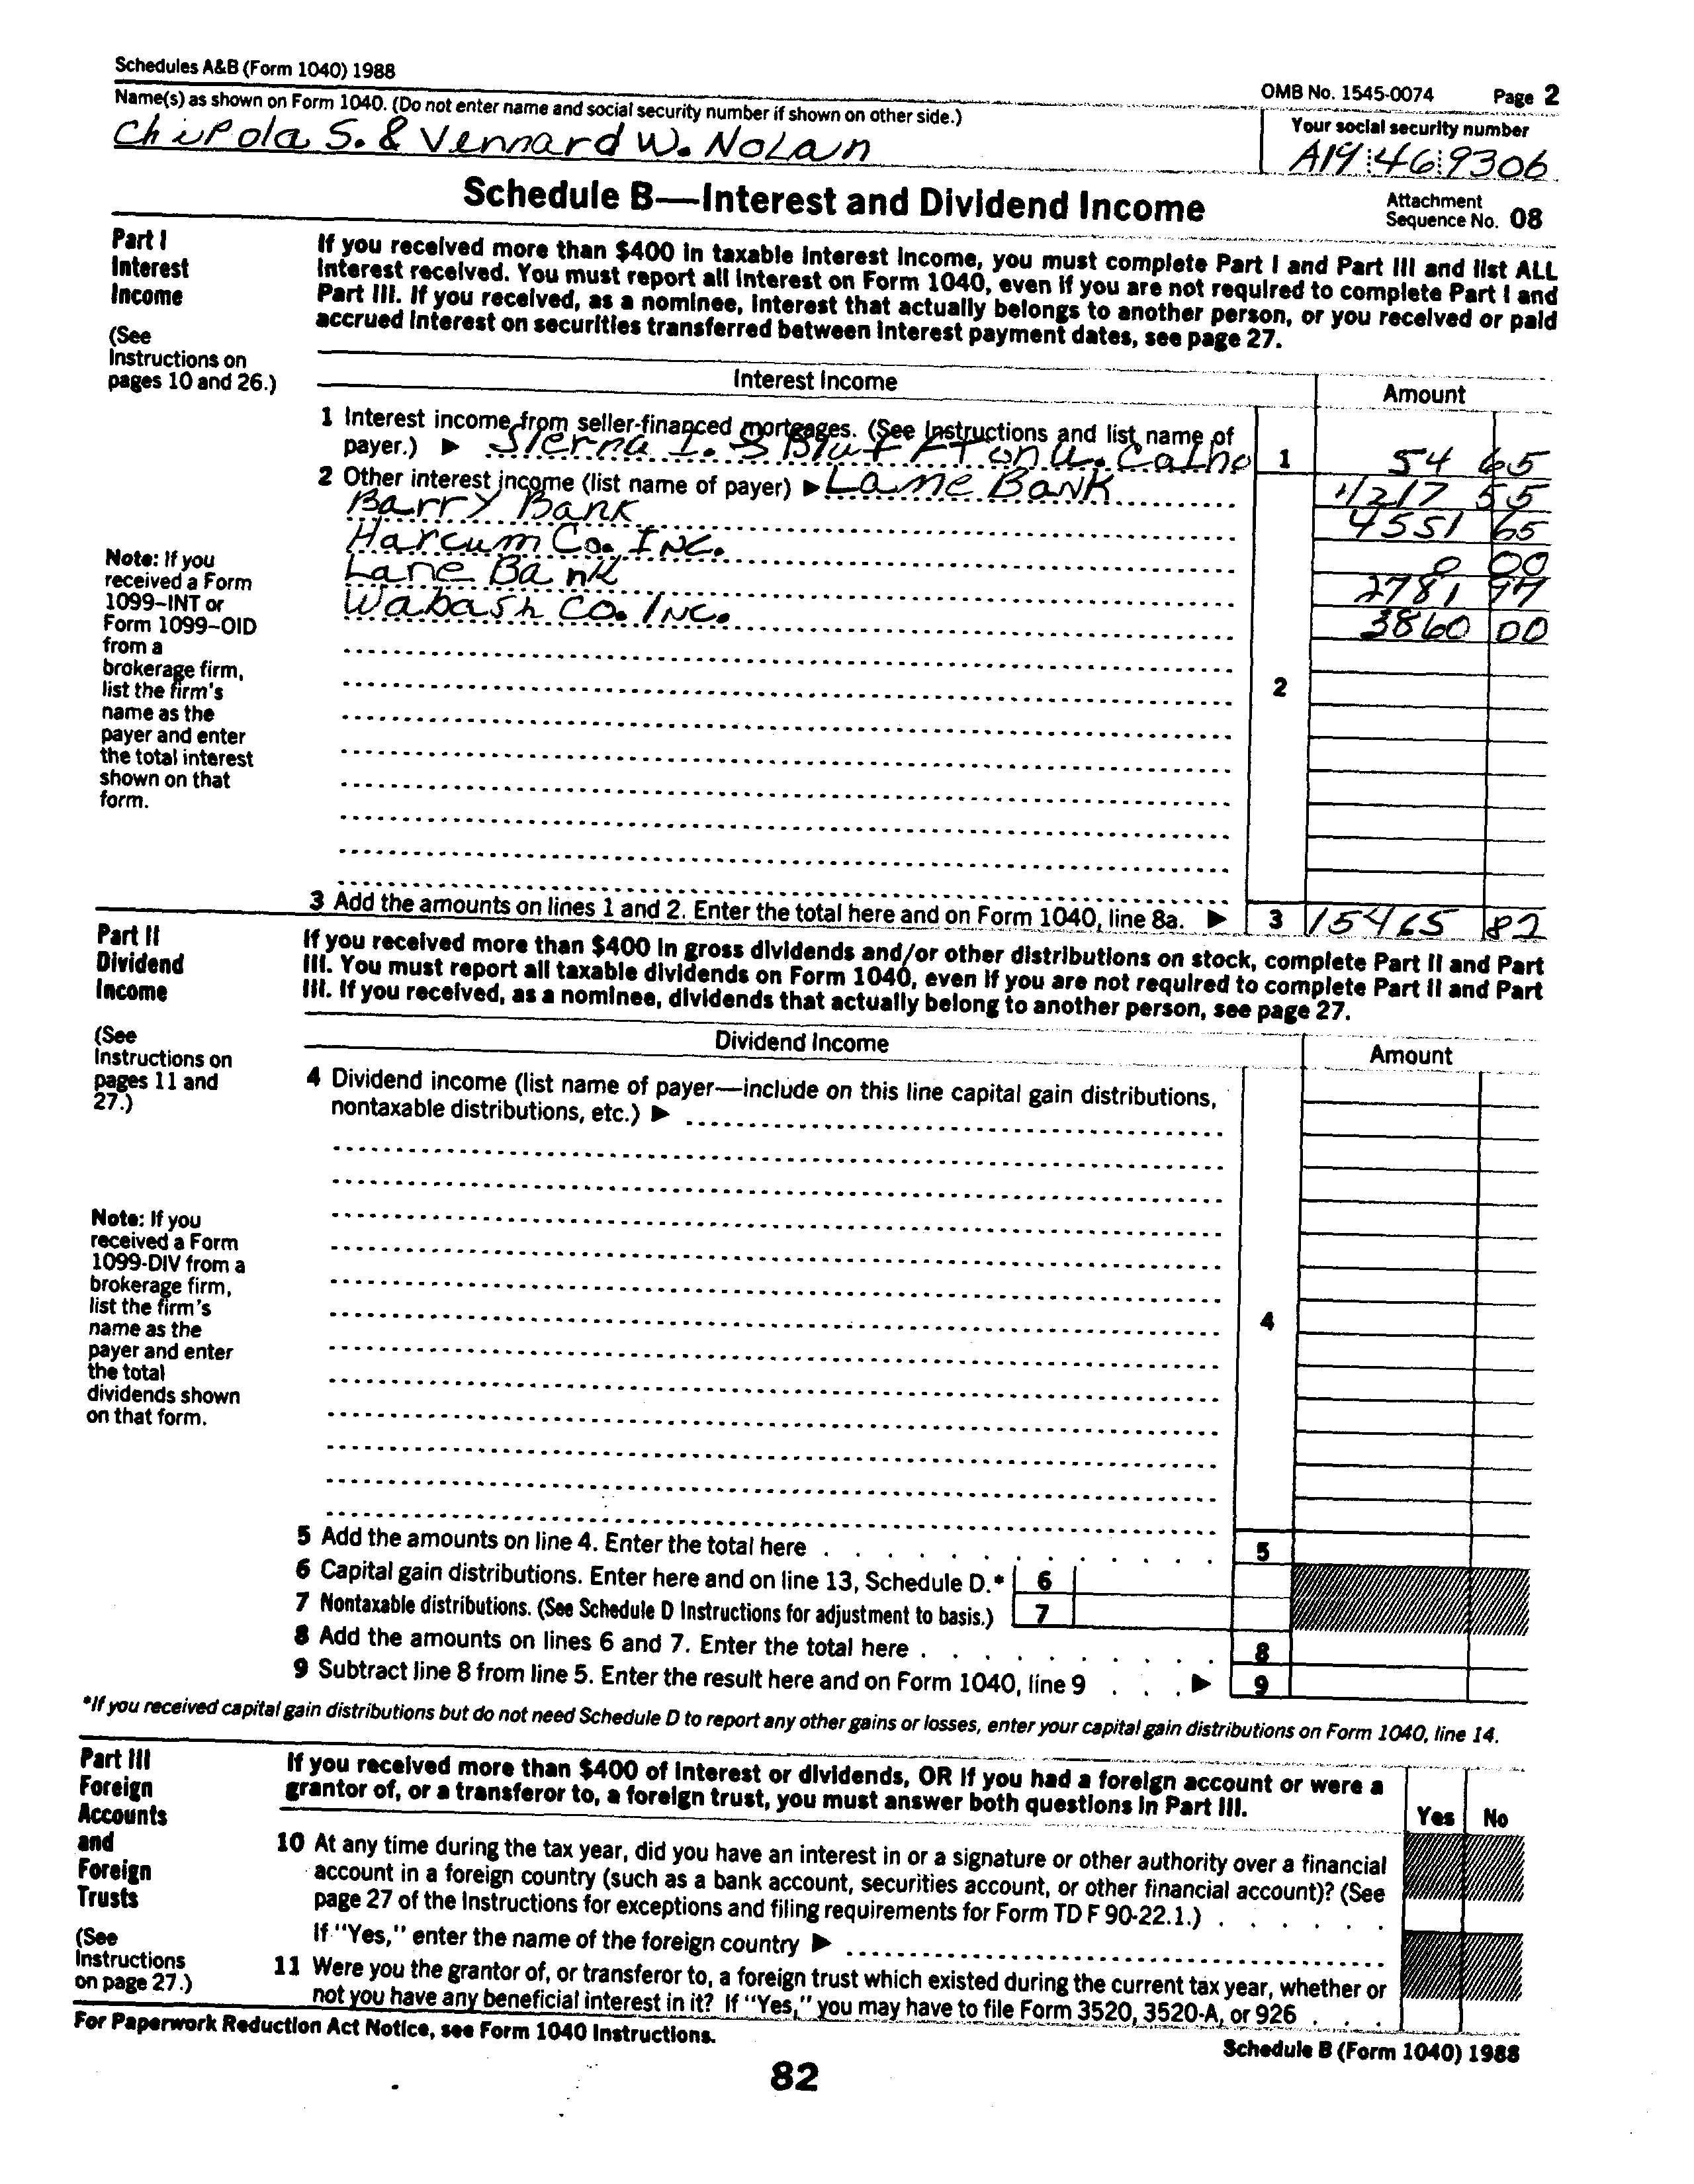 Schedules A&B (Form 1040) 1988
OMB No. 1545-0074 Page 2
Name(s) as shown on Form 1040. (Do not enter name and social security number if shown on other side.)
Your social security number
Chipola S. & Vennard W. NoLan
A19 46 9306
Schedule B—Interest and Dividend Income
Attachment
Sequence No. 08
Part I
Interest
Income
(See
Instructions on
pages 10 and 26.)
If you received more than $400 in taxable interest income, you must complete Part I and Part III and list ALL
interest received. You must report all interest on Form 1040, even if you are not required to complete Part I and
Part III. If you received, as a nominee, interest that actually belongs to another person, or you received or paid
accrued interest on securities transferred between interest payment dates, see page 27.
Interest Income
Amount
1 Interest income from seller-financed mortgages. (See Instructions and list name of
payer.) ▶ Sierra I. S 1 54 65
2 Other interest income (list name of payer) ▶ Lame Bank 4217 55
Barry Bank 4551 65
Harcum Co. INC. 0 00
Lane Bank 2781 97
Wabash Co. INC. 3860 00
Note: If you
received a Form
1099–INT or
Form 1099–OID
from a
brokerage firm,
list the firm's
name as the
payer and enter
the total interest
shown on that
form.
2
3 Add the amounts on lines 1 and 2. Enter the total here and on Form 1040, line 8a. ▶ 3 15465 82
Part II
Dividend
Income
(See
Instructions on
pages 11 and
27.)
If you received more than $400 in gross dividends and/or other distributions on stock, complete Part II and Part
III. You must report all taxable dividends on Form 1040, even if you are not required to complete Part II and Part
III. If you received, as a nominee, dividends that actually belong to another person, see page 27.
Dividend Income
Amount
4 Dividend income (list name of payer—include on this line capital gain distributions,
nontaxable distributions, etc.) ▶
Note: If you
received a Form
1099-DIV from a
brokerage firm,
list the firm's
name as the
payer and enter
the total
dividends shown
on that form.
4
5 Add the amounts on line 4. Enter the total here 5
6 Capital gain distributions. Enter here and on line 13, Schedule D.* 6
7 Nontaxable distributions. (See Schedule D Instructions for adjustment to basis.) 7
8 Add the amounts on lines 6 and 7. Enter the total here 8
9 Subtract line 8 from line 5. Enter the result here and on Form 1040, line 9 ▶ 9
*If you received capital gain distributions but do not need Schedule D to report any other gains or losses, enter your capital gain distributions on Form 1040, line 14.
Part III
Foreign
Accounts
and
Foreign
Trusts
(See
Instructions
on page 27.)
If you received more than $400 of interest or dividends, OR if you had a foreign account or were a
grantor of, or a transferor to, a foreign trust, you must answer both questions in Part III.
Yes No
10 At any time during the tax year, did you have an interest in or a signature or other authority over a financial
account in a foreign country (such as a bank account, securities account, or other financial account)? (See
page 27 of the Instructions for exceptions and filing requirements for Form TD F 90-22.1.)
If "Yes," enter the name of the foreign country ▶
11 Were you the grantor of, or transferor to, a foreign trust which existed during the current tax year, whether or
not you have any beneficial interest in it? If "Yes," you may have to file Form 3520, 3520-A, or 926
For Paperwork Reduction Act Notice, see Form 1040 Instructions.
Schedule B (Form 1040) 1988
82